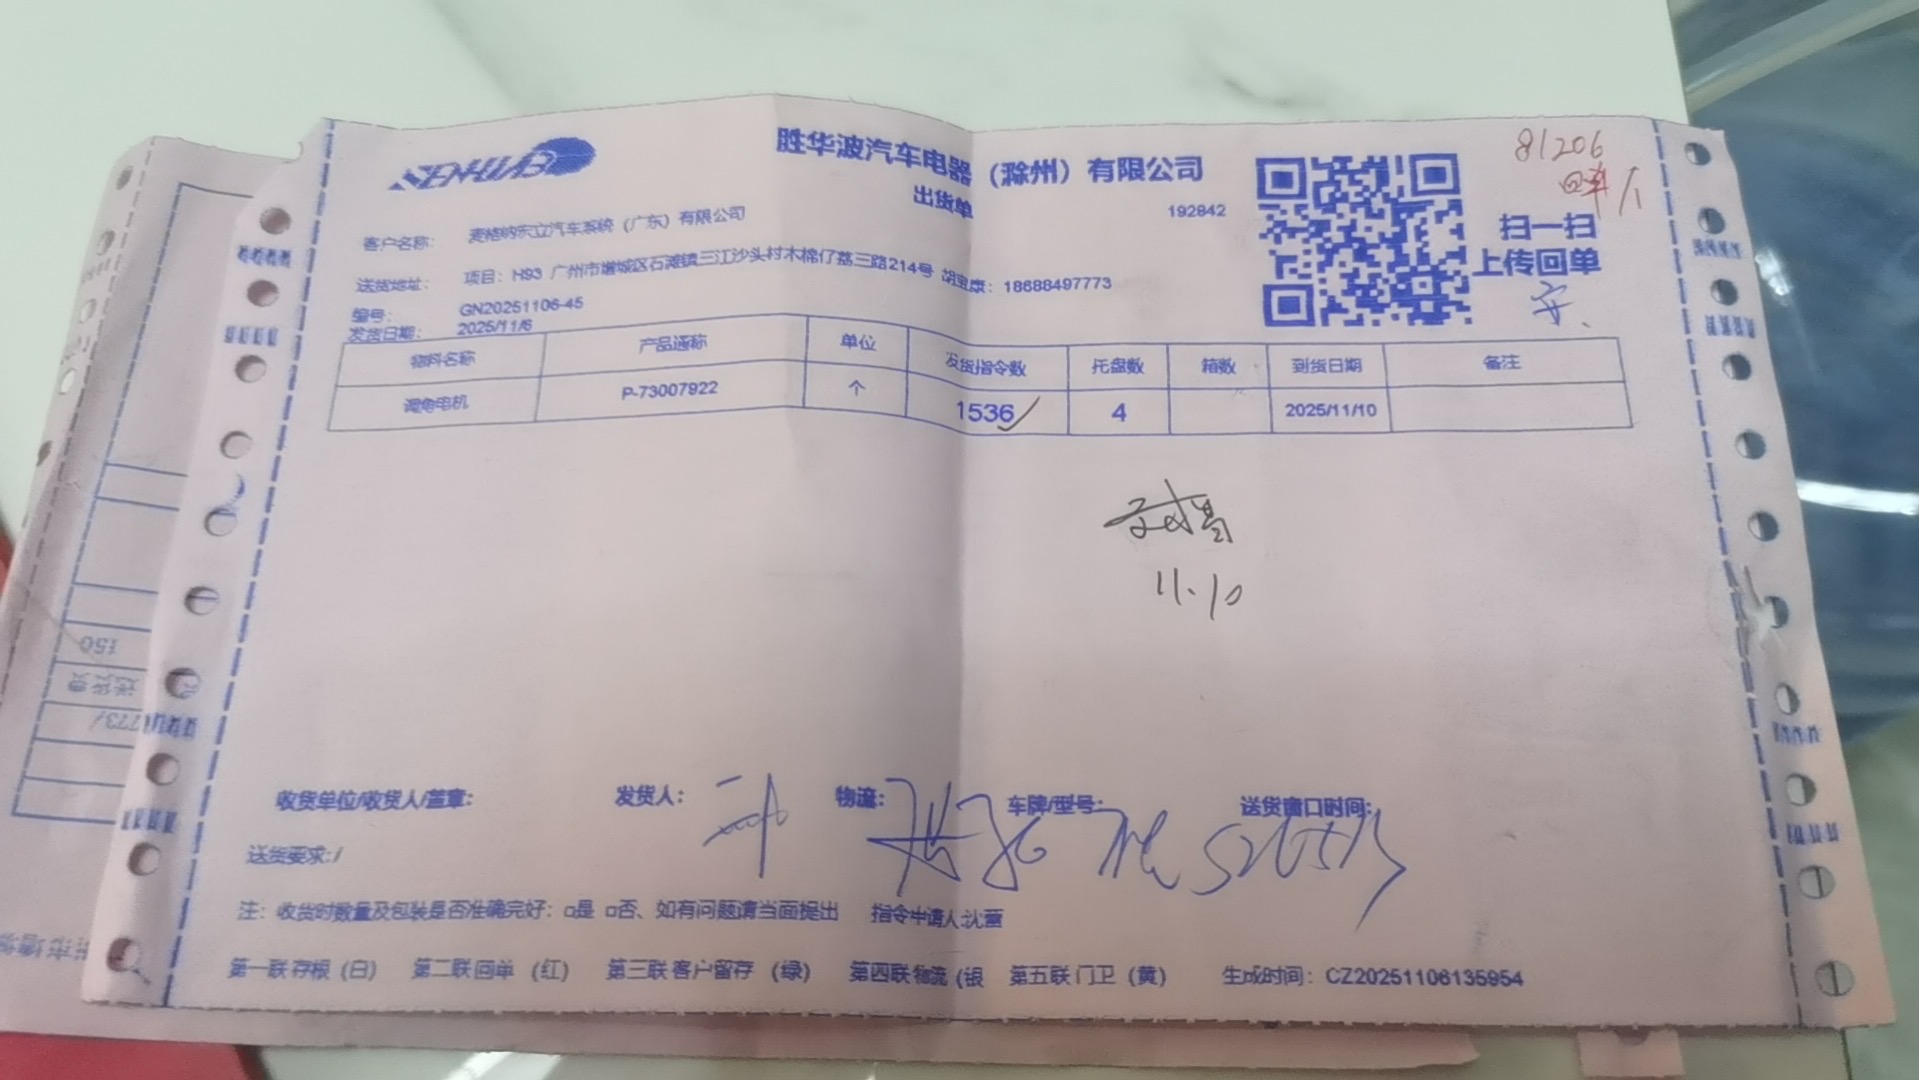 SENHUABO
胜华波汽车电器（滁州）有限公司
出货单
192842
81206
回单1个
扫一扫
上传回单
客户名称： 麦格纳宏立汽车系统（广东）有限公司
送货地址： 项目：H93 广州市增城区石滩镇三江沙头村木棉仔荔三路214号 胡宝康：18688497773
编号： GN20251106-45
发货日期： 2025/11/6
物料名称 产品通称 单位 发货指令数 托盘数 箱数 到货日期 备注
调角电机 P-73007922 个 1536 4 2025/11/10
11.10
收货单位/收货人/盖章： 发货人： 物流： 车牌/型号： 送货窗口时间：
送货要求：/
注：收货时数量及包装是否准确完好：□是 □否、如有问题请当面提出 指令申请人:沈蕾
第一联存根（白） 第二联回单（红） 第三联客户留存（绿） 第四联物流（银 第五联门卫（黄） 生成时间：CZ20251106135954
150